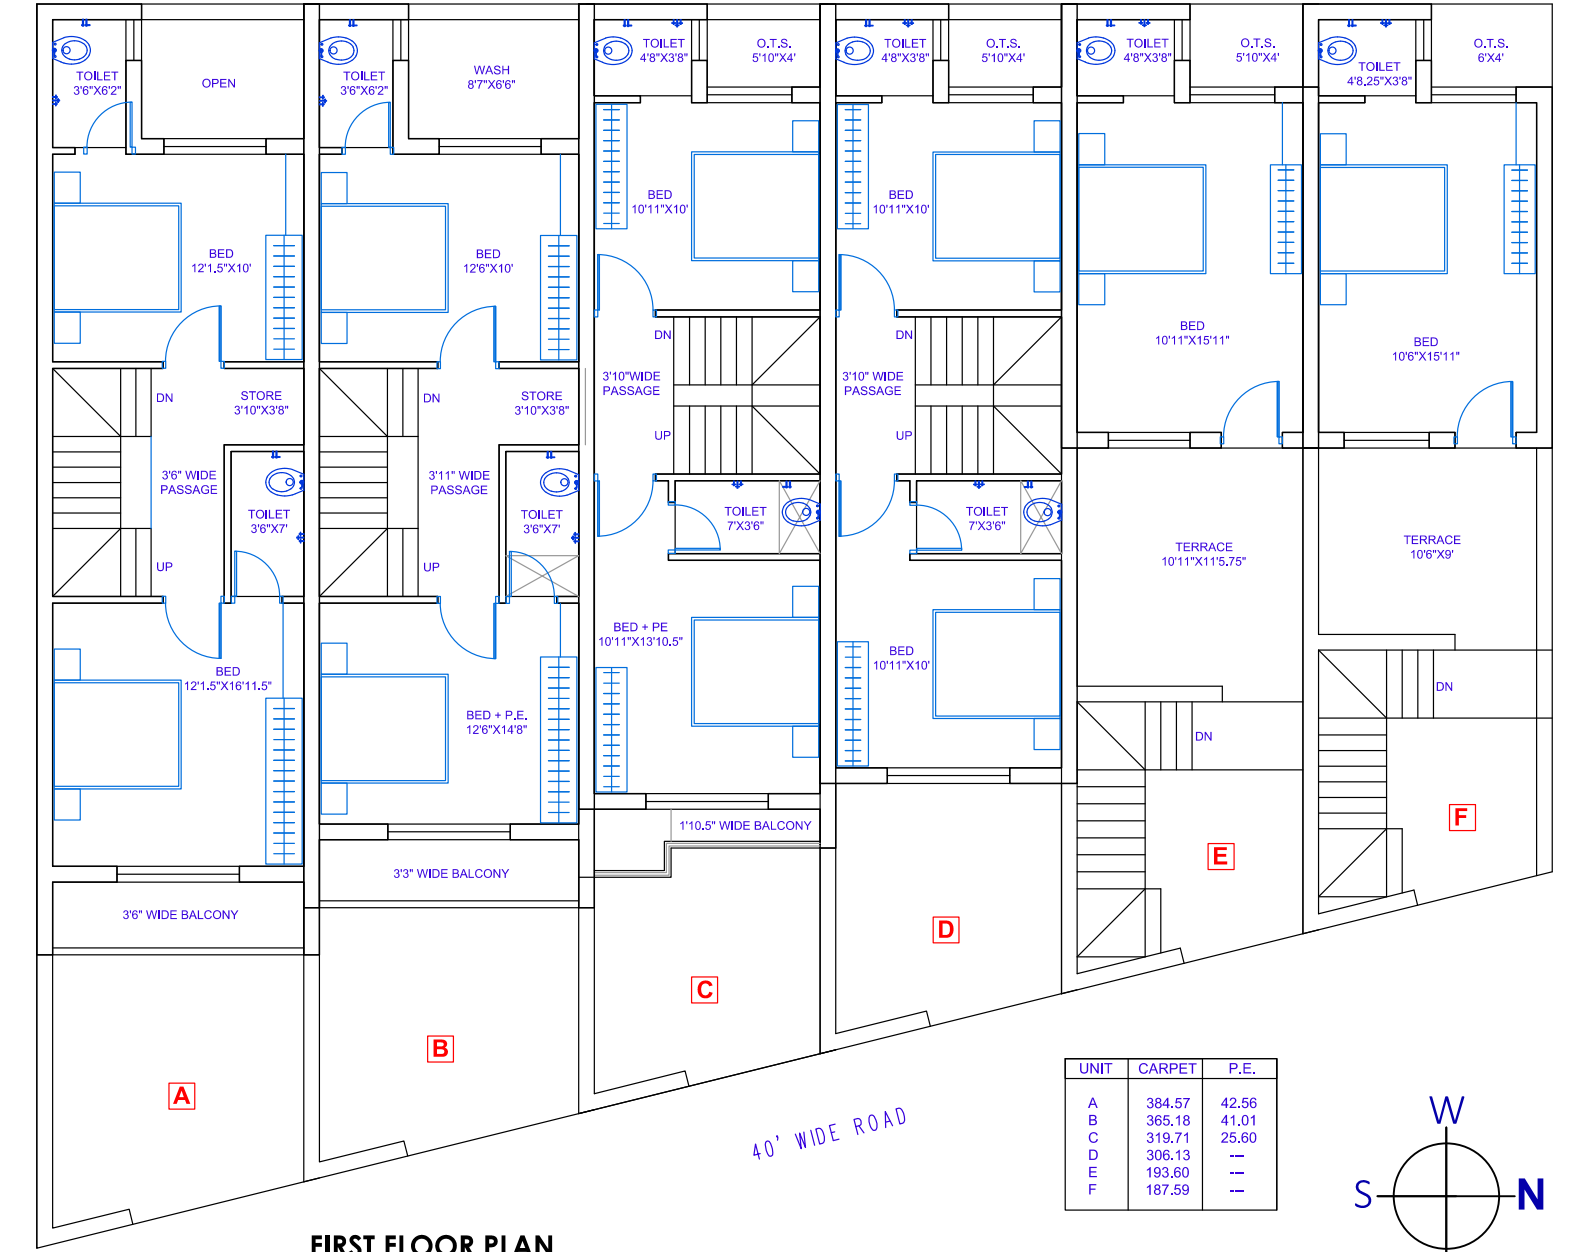 TOILET
3'6"X6'2"
OPEN
BED
12'1.5"X10'
DN
STORE
3'10"X3'8"
3'6" WIDE
PASSAGE
TOILET
3'6"X7'
UP
BED
12'1.5"X16'11.5"
3'6" WIDE BALCONY
A
TOILET
3'6"X6'2"
WASH
8'7"X6'6"
BED
12'6"X10'
DN
STORE
3'10"X3'8"
3'11" WIDE
PASSAGE
TOILET
3'6"X7'
UP
BED + P.E.
12'6"X14'8"
3'3" WIDE BALCONY
B
TOILET
4'8"X3'8"
O.T.S.
5'10"X4'
BED
10'11"X10'
DN
3'10"WIDE
PASSAGE
UP
TOILET
7'X3'6"
BED + PE
10'11"X13'10.5"
1'10.5" WIDE BALCONY
C
TOILET
4'8"X3'8"
O.T.S.
5'10"X4'
BED
10'11"X10'
DN
3'10" WIDE
PASSAGE
UP
TOILET
7'X3'6"
BED
10'11"X10'
D
TOILET
4'8"X3'8"
O.T.S.
5'10"X4'
BED
10'11"X15'11"
TERRACE
10'11"X11'5.75"
DN
E
TOILET
4'8.25"X3'8"
O.T.S.
6'X4'
BED
10'6"X15'11"
TERRACE
10'6"X9'
DN
F
40' WIDE ROAD
UNIT CARPET P.E.
A 384.57 42.56
B 365.18 41.01
C 319.71 25.60
D 306.13 ---
E 193.60 ---
F 187.59 ---
W
S
N
FIRST FLOOR PLAN